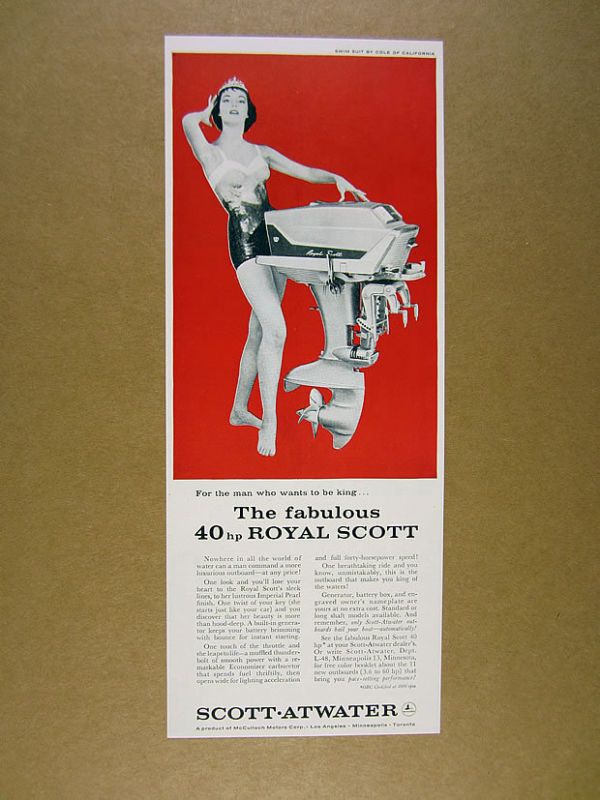 SWIM SUIT BY COLE OF CALIFORNIA
Royal Scott
For the man who wants to be king...
The fabulous
40 hp ROYAL SCOTT
Nowhere in all the world of
water can a man command a more
luxurious outboard—at any price!
One look and you'll lose your
heart to the Royal Scott's sleek
lines, to her lustrous Imperial Pearl
finish. One twist of your key (she
starts just like your car) and you
discover that her beauty is more
than hood-deep. A built-in genera-
tor keeps your battery brimming
with bounce for instant starting.
One touch of the throttle and
she leaps to life—a muffled thunder-
bolt of smooth power with a re-
markable Economizer carburetor
that spends fuel thriftily, then
opens wide for lighting acceleration
and full forty-horsepower speed!
One breathtaking ride and you
know, unmistakably, this is the
outboard that makes you king of
the waters!
Generator, battery box, and en-
graved owner's nameplate are
yours at no extra cost. Standard or
long shaft models available. And
remember, only Scott-Atwater out-
boards bail your boat—automatically!
See the fabulous Royal Scott 40
hp* at your Scott-Atwater dealer's.
Or write Scott-Atwater, Dept.
L-48, Minneapolis 13, Minnesota,
for free color booklet about the 11
new outboards (3.6 to 60 hp) that
bring you pace-setting performance!
*OBC Certified at
SCOTT·ATWATER
A product of McCulloch Motors Corp. · Los Angeles · Minneapolis · Toronto